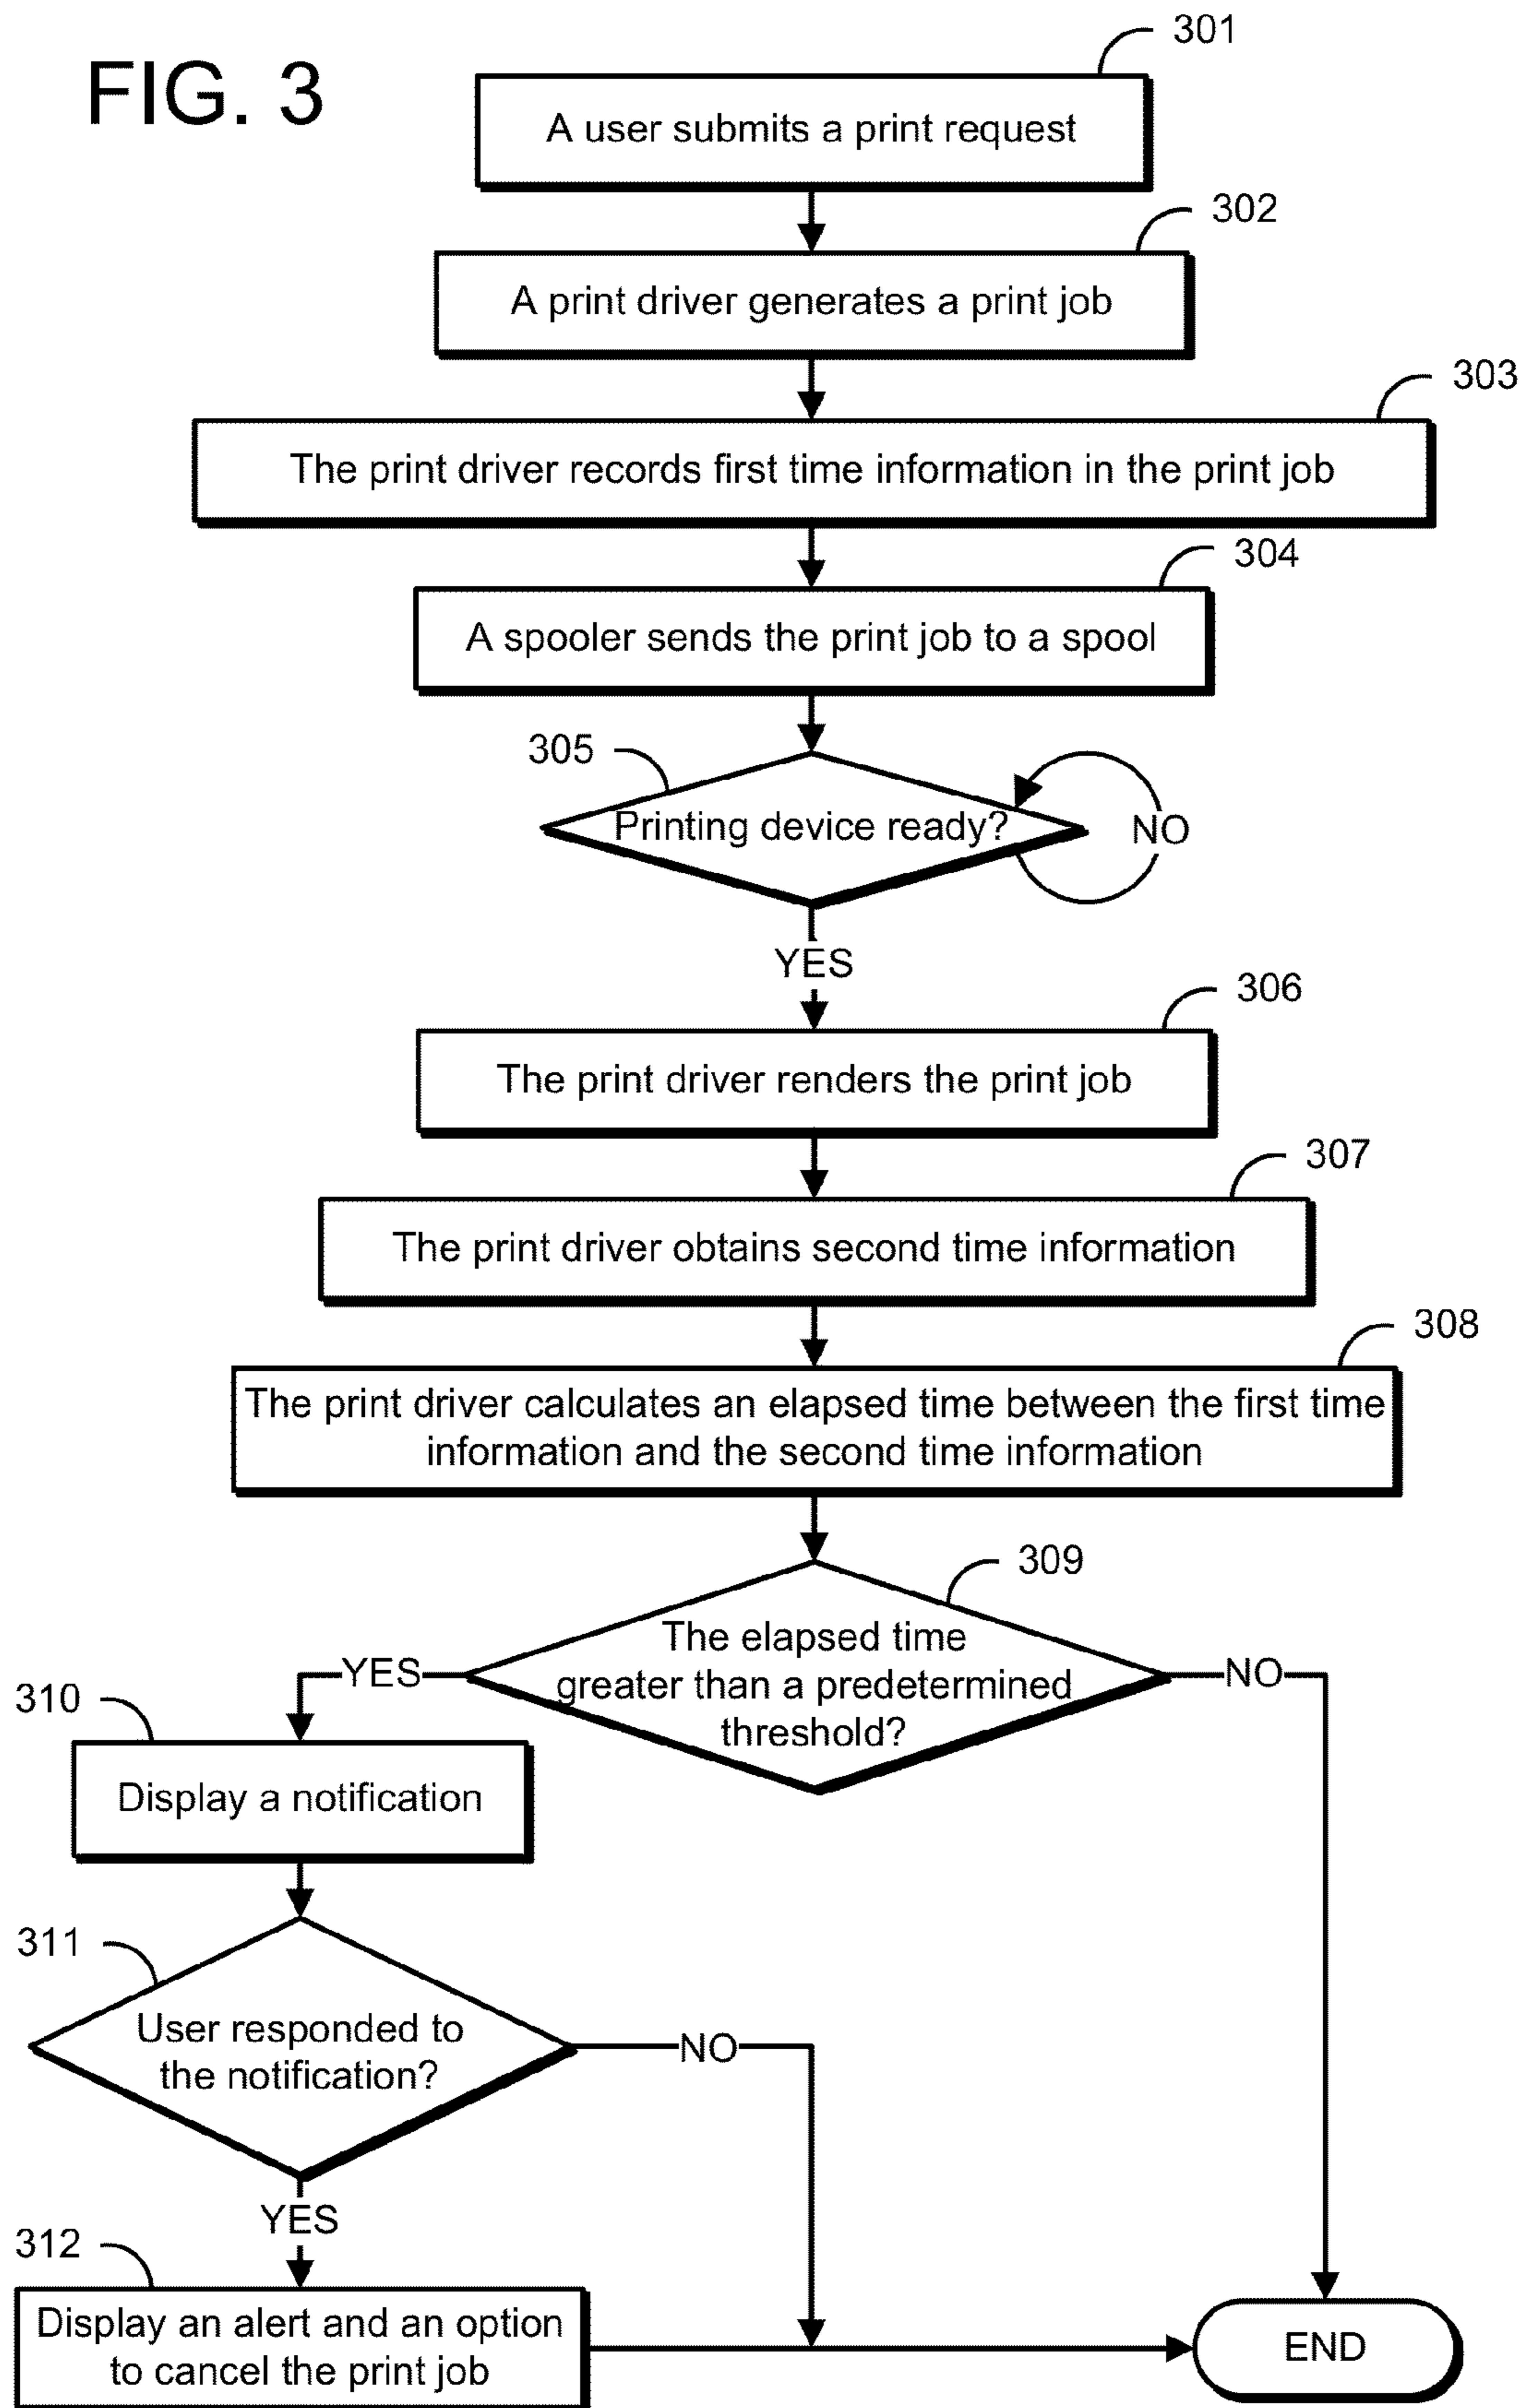 FIG. 3
301
A user submits a print request
302
A print driver generates a print job
303
The print driver records first time information in the print job
304
A spooler sends the print job to a spool
305
Printing device ready?
NO
YES
306
The print driver renders the print job
307
The print driver obtains second time information
308
The print driver calculates an elapsed time between the first time
information and the second time information
309
The elapsed time
greater than a predetermined
threshold?
YES
NO
310
Display a notification
311
User responded to
the notification?
NO
YES
312
Display an alert and an option
to cancel the print job
END